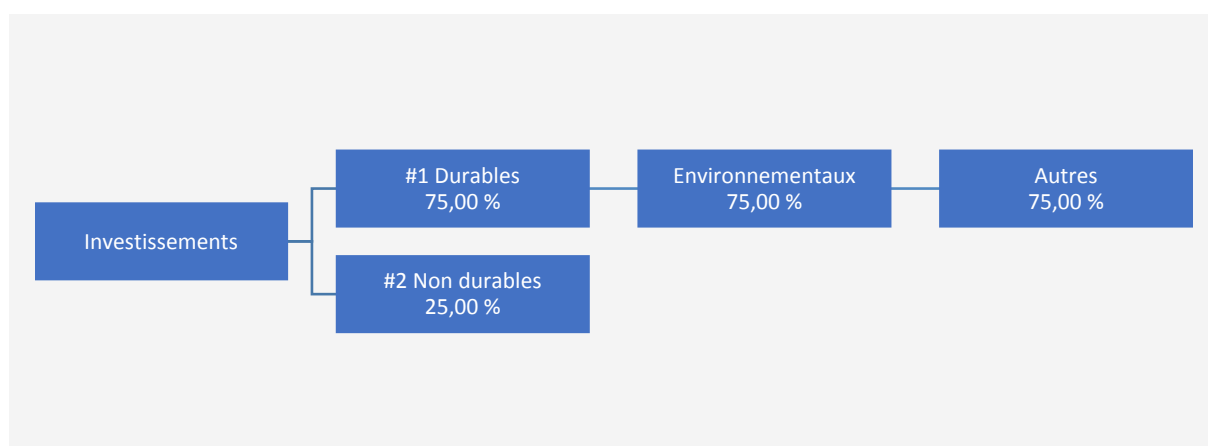 Investissements
#1 Durables
75,00 %
#2 Non durables
25,00 %
Environnementaux
75,00 %
Autres
75,00 %